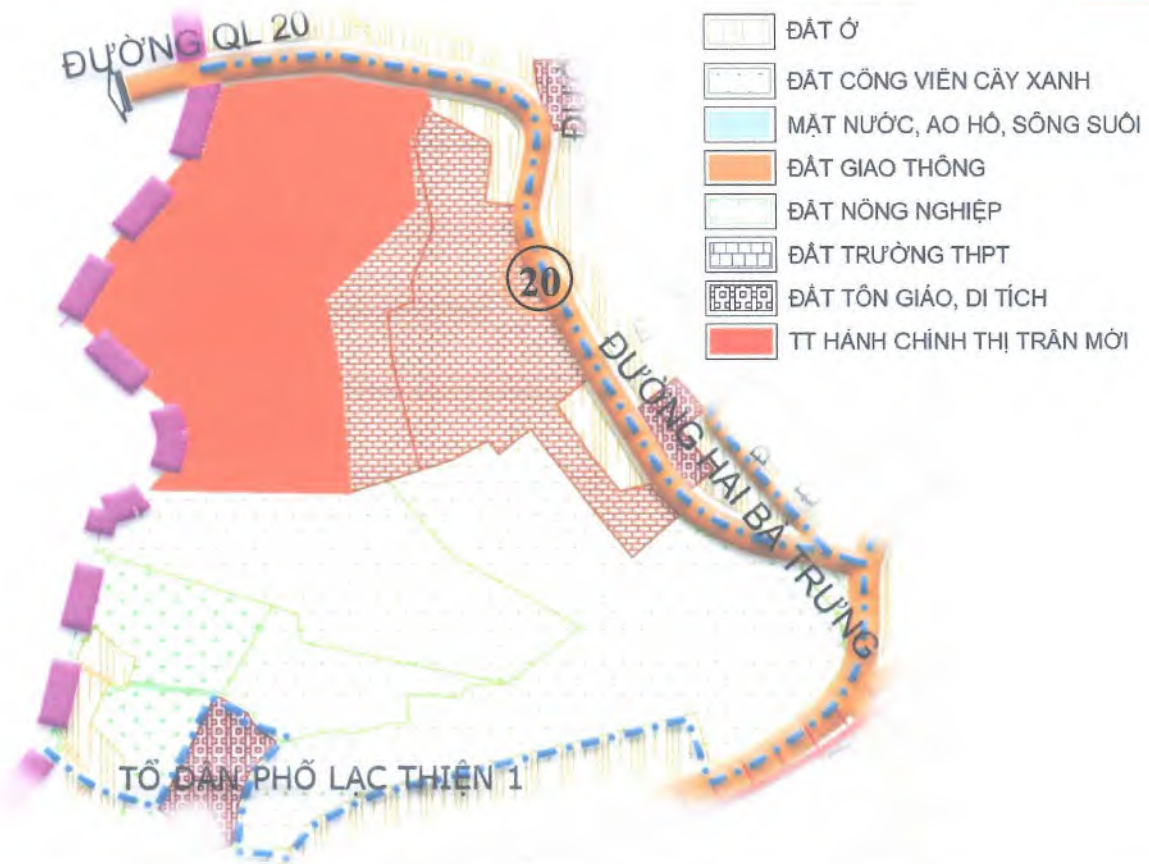 ĐƯỜNG QL 20
20
ĐƯỜNG HAI BÀ TRƯNG
TỔ DÂN PHỐ LẠC THIỆN 1
ĐẤT Ở
ĐẤT CÔNG VIÊN CÂY XANH
MẶT NƯỚC, AO HỒ, SÔNG SUỐI
ĐẤT GIAO THÔNG
ĐẤT NÔNG NGHIỆP
ĐẤT TRƯỜNG THPT
ĐẤT TÔN GIÁO, DI TÍCH
TT HÀNH CHÍNH THỊ TRẤN MỚI